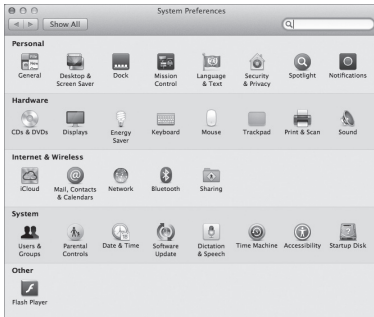 System Preferences
Show All
Personal
General Desktop & Screen Saver Dock Mission Control Language & Text Security & Privacy Spotlight Notifications
Hardware
CDs & DVDs Displays Energy Saver Keyboard Mouse Trackpad Print & Scan Sound
Internet & Wireless
iCloud Mail, Contacts & Calendars Network Bluetooth Sharing
System
Users & Groups Parental Controls Date & Time Software Update Dictation & Speech Time Machine Accessibility Startup Disk
Other
Flash Player